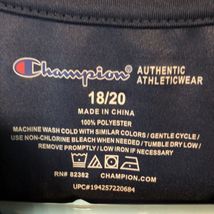 Champion
AUTHENTIC
ATHLETICWEAR
18/20
MADE IN CHINA
100% POLYESTER
MACHINE WASH COLD WITH SIMILAR COLORS / GENTLE CYCLE /
USE NON-CHLORINE BLEACH WHEN NEEDED / TUMBLE DRY LOW /
REMOVE PROMPTLY / LOW IRON IF NECESSARY
RN# 82382 CHAMPION.COM
UPC#194257220684